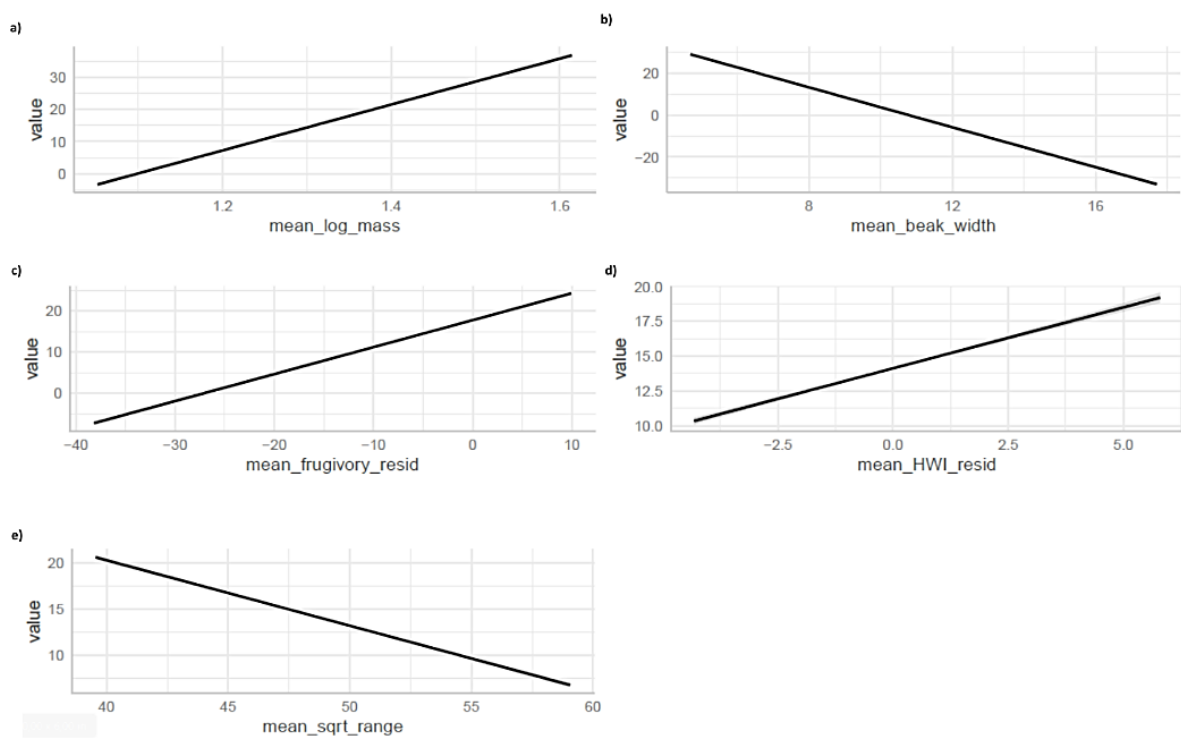 a)
30
20
10
0
value
1.2 1.4 1.6
mean_log_mass
b)
20
0
−20
value
8 12 16
mean_beak_width
c)
20
10
0
value
−40 −30 −20 −10 0 10
mean_frugivory_resid
d)
20.0
17.5
15.0
12.5
10.0
value
−2.5 0.0 2.5 5.0
mean_HWI_resid
e)
20
15
10
value
40 45 50 55 60
mean_sqrt_range